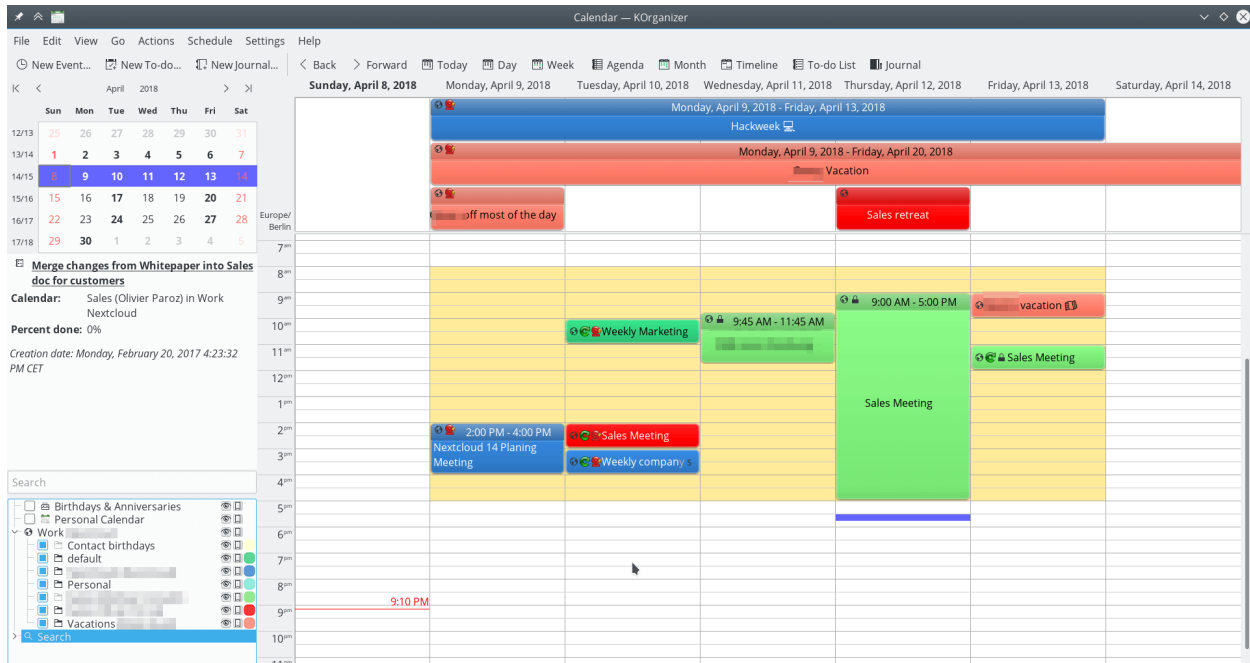 Calendar — KOrganizer
File Edit View Go Actions Schedule Settings Help
New Event... New To-do... New Journal... Back Forward Today Day Week Agenda Month Timeline To-do List Journal
April 2018
Sun Mon Tue Wed Thu Fri Sat
12/13 25 26 27 28 29 30 31
13/14 1 2 3 4 5 6 7
14/15 8 9 10 11 12 13 14
15/16 15 16 17 18 19 20 21
16/17 22 23 24 25 26 27 28
17/18 29 30 1 2 3 4 5
Merge changes from Whitepaper into Sales
doc for customers
Calendar: Sales (Olivier Paroz) in Work
Nextcloud
Percent done: 0%
Creation date: Monday, February 20, 2017 4:23:32
PM CET
Search
Birthdays & Anniversaries
Personal Calendar
Work
Contact birthdays
default
Personal
Vacations
Search
Sunday, April 8, 2018 Monday, April 9, 2018 Tuesday, April 10, 2018 Wednesday, April 11, 2018 Thursday, April 12, 2018 Friday, April 13, 2018 Saturday, April 14, 2018
Monday, April 9, 2018 - Friday, April 13, 2018
Hackweek
Monday, April 9, 2018 - Friday, April 20, 2018
Vacation
off most of the day
Sales retreat
Europe/
Berlin
7am
8am
9am
10am
11am
12pm
1pm
2pm
3pm
4pm
5pm
6pm
7pm
8pm
9pm
10pm
11pm
9:10 PM
2:00 PM - 4:00 PM
Nextcloud 14 Planing
Meeting
Weekly Marketing
Sales Meeting
Weekly company s
9:45 AM - 11:45 AM
9:00 AM - 5:00 PM
Sales Meeting
vacation
Sales Meeting